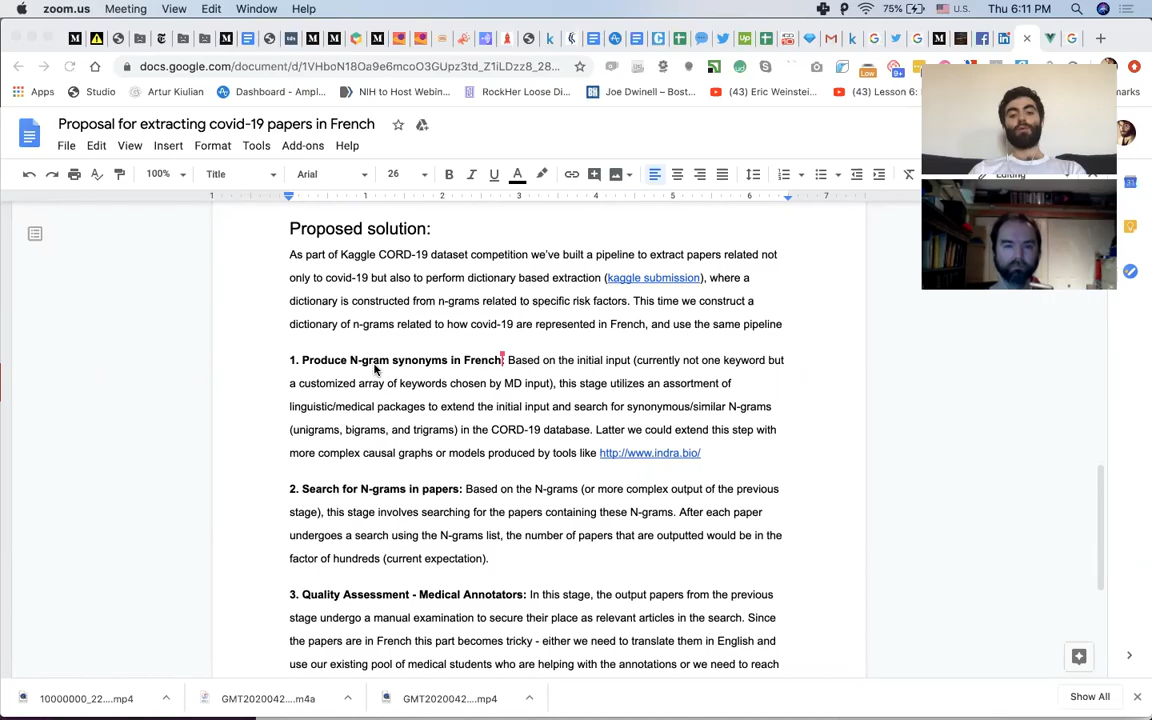 zoom.us Meeting View Edit Window Help 75% U.S. Thu 6:11 PM
docs.google.com/document/d/1VHboN18Oa9e6mcoO3GUpz3td_Z1iLDzz8_28...
Apps Studio Artur Kiulian Dashboard - Ampl... NIH to Host Webin... RockHer Loose Di... Joe Dwinell – Bost... (43) Eric Weinstei... (43) Lesson 6: marks
Proposal for extracting covid-19 papers in French
File Edit View Insert Format Tools Add-ons Help
100% Title Arial 26 Editing
1 2 3 4 5 6 7
Proposed solution:
As part of Kaggle CORD-19 dataset competition we've built a pipeline to extract papers related not
only to covid-19 but also to perform dictionary based extraction (kaggle submission), where a
dictionary is constructed from n-grams related to specific risk factors. This time we construct a
dictionary of n-grams related to how covid-19 are represented in French, and use the same pipeline
1. Produce N-gram synonyms in French: Based on the initial input (currently not one keyword but
a customized array of keywords chosen by MD input), this stage utilizes an assortment of
linguistic/medical packages to extend the initial input and search for synonymous/similar N-grams
(unigrams, bigrams, and trigrams) in the CORD-19 database. Latter we could extend this step with
more complex causal graphs or models produced by tools like http://www.indra.bio/
2. Search for N-grams in papers: Based on the N-grams (or more complex output of the previous
stage), this stage involves searching for the papers containing these N-grams. After each paper
undergoes a search using the N-grams list, the number of papers that are outputted would be in the
factor of hundreds (current expectation).
3. Quality Assessment - Medical Annotators: In this stage, the output papers from the previous
stage undergo a manual examination to secure their place as relevant articles in the search. Since
the papers are in French this part becomes tricky - either we need to translate them in English and
use our existing pool of medical students who are helping with the annotations or we need to reach
10000000_22....mp4 GMT2020042....m4a GMT2020042....mp4 Show All